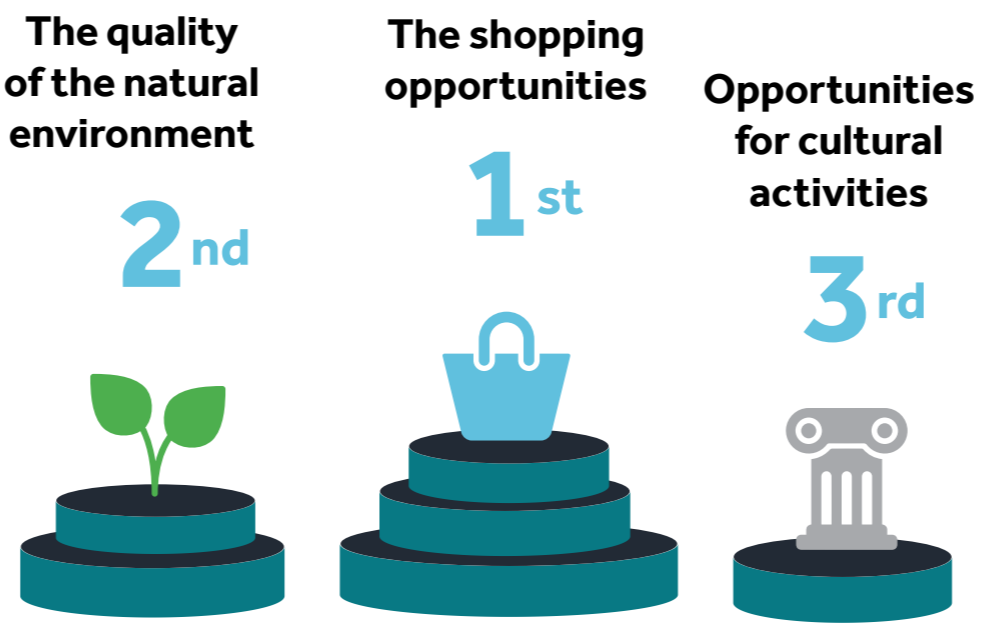 The quality
of the natural
environment
2nd
The shopping
opportunities
1st
Opportunities
for cultural
activities
3rd